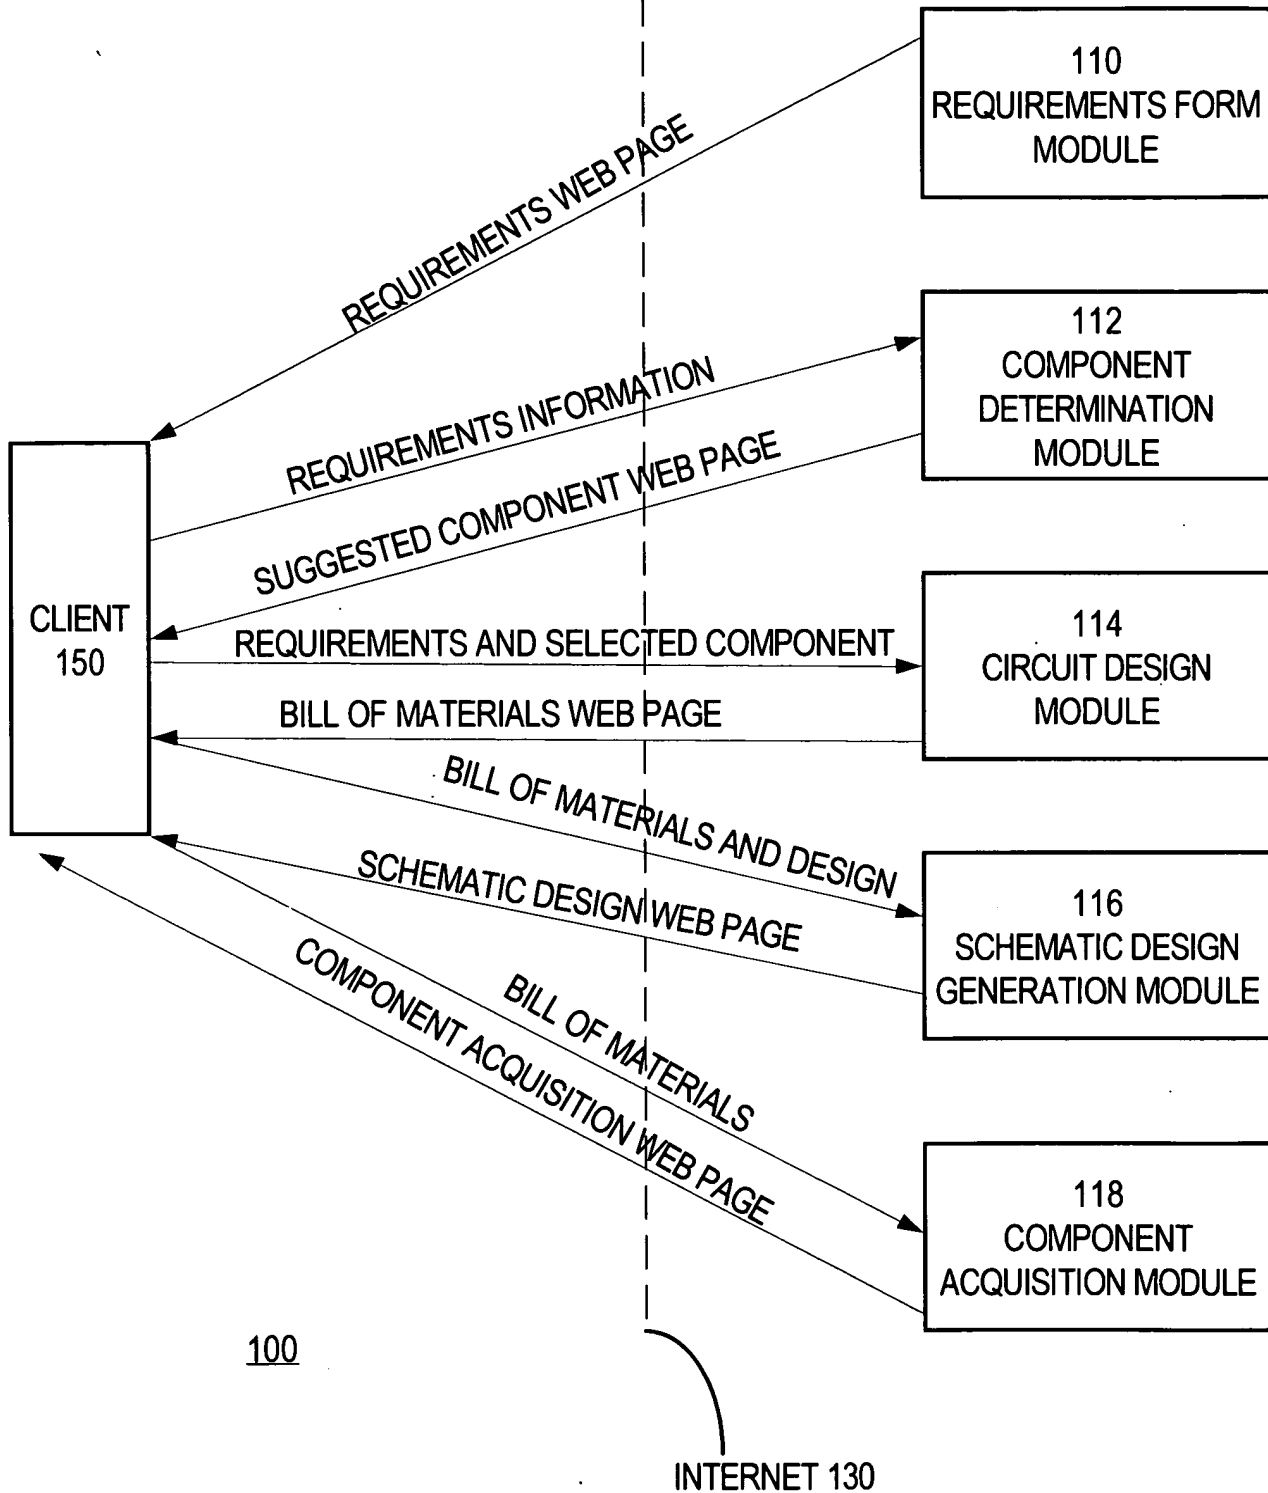 110
REQUIREMENTS FORM
MODULE
REQUIREMENTS WEB PAGE
112
COMPONENT
DETERMINATION
MODULE
REQUIREMENTS INFORMATION
SUGGESTED COMPONENT WEB PAGE
CLIENT
150
REQUIREMENTS AND SELECTED COMPONENT
114
CIRCUIT DESIGN
MODULE
BILL OF MATERIALS WEB PAGE
BILL OF MATERIALS AND DESIGN
SCHEMATIC DESIGN WEB PAGE
116
SCHEMATIC DESIGN
GENERATION MODULE
BILL OF MATERIALS
COMPONENT ACQUISITION WEB PAGE
118
COMPONENT
ACQUISITION MODULE
100
INTERNET 130